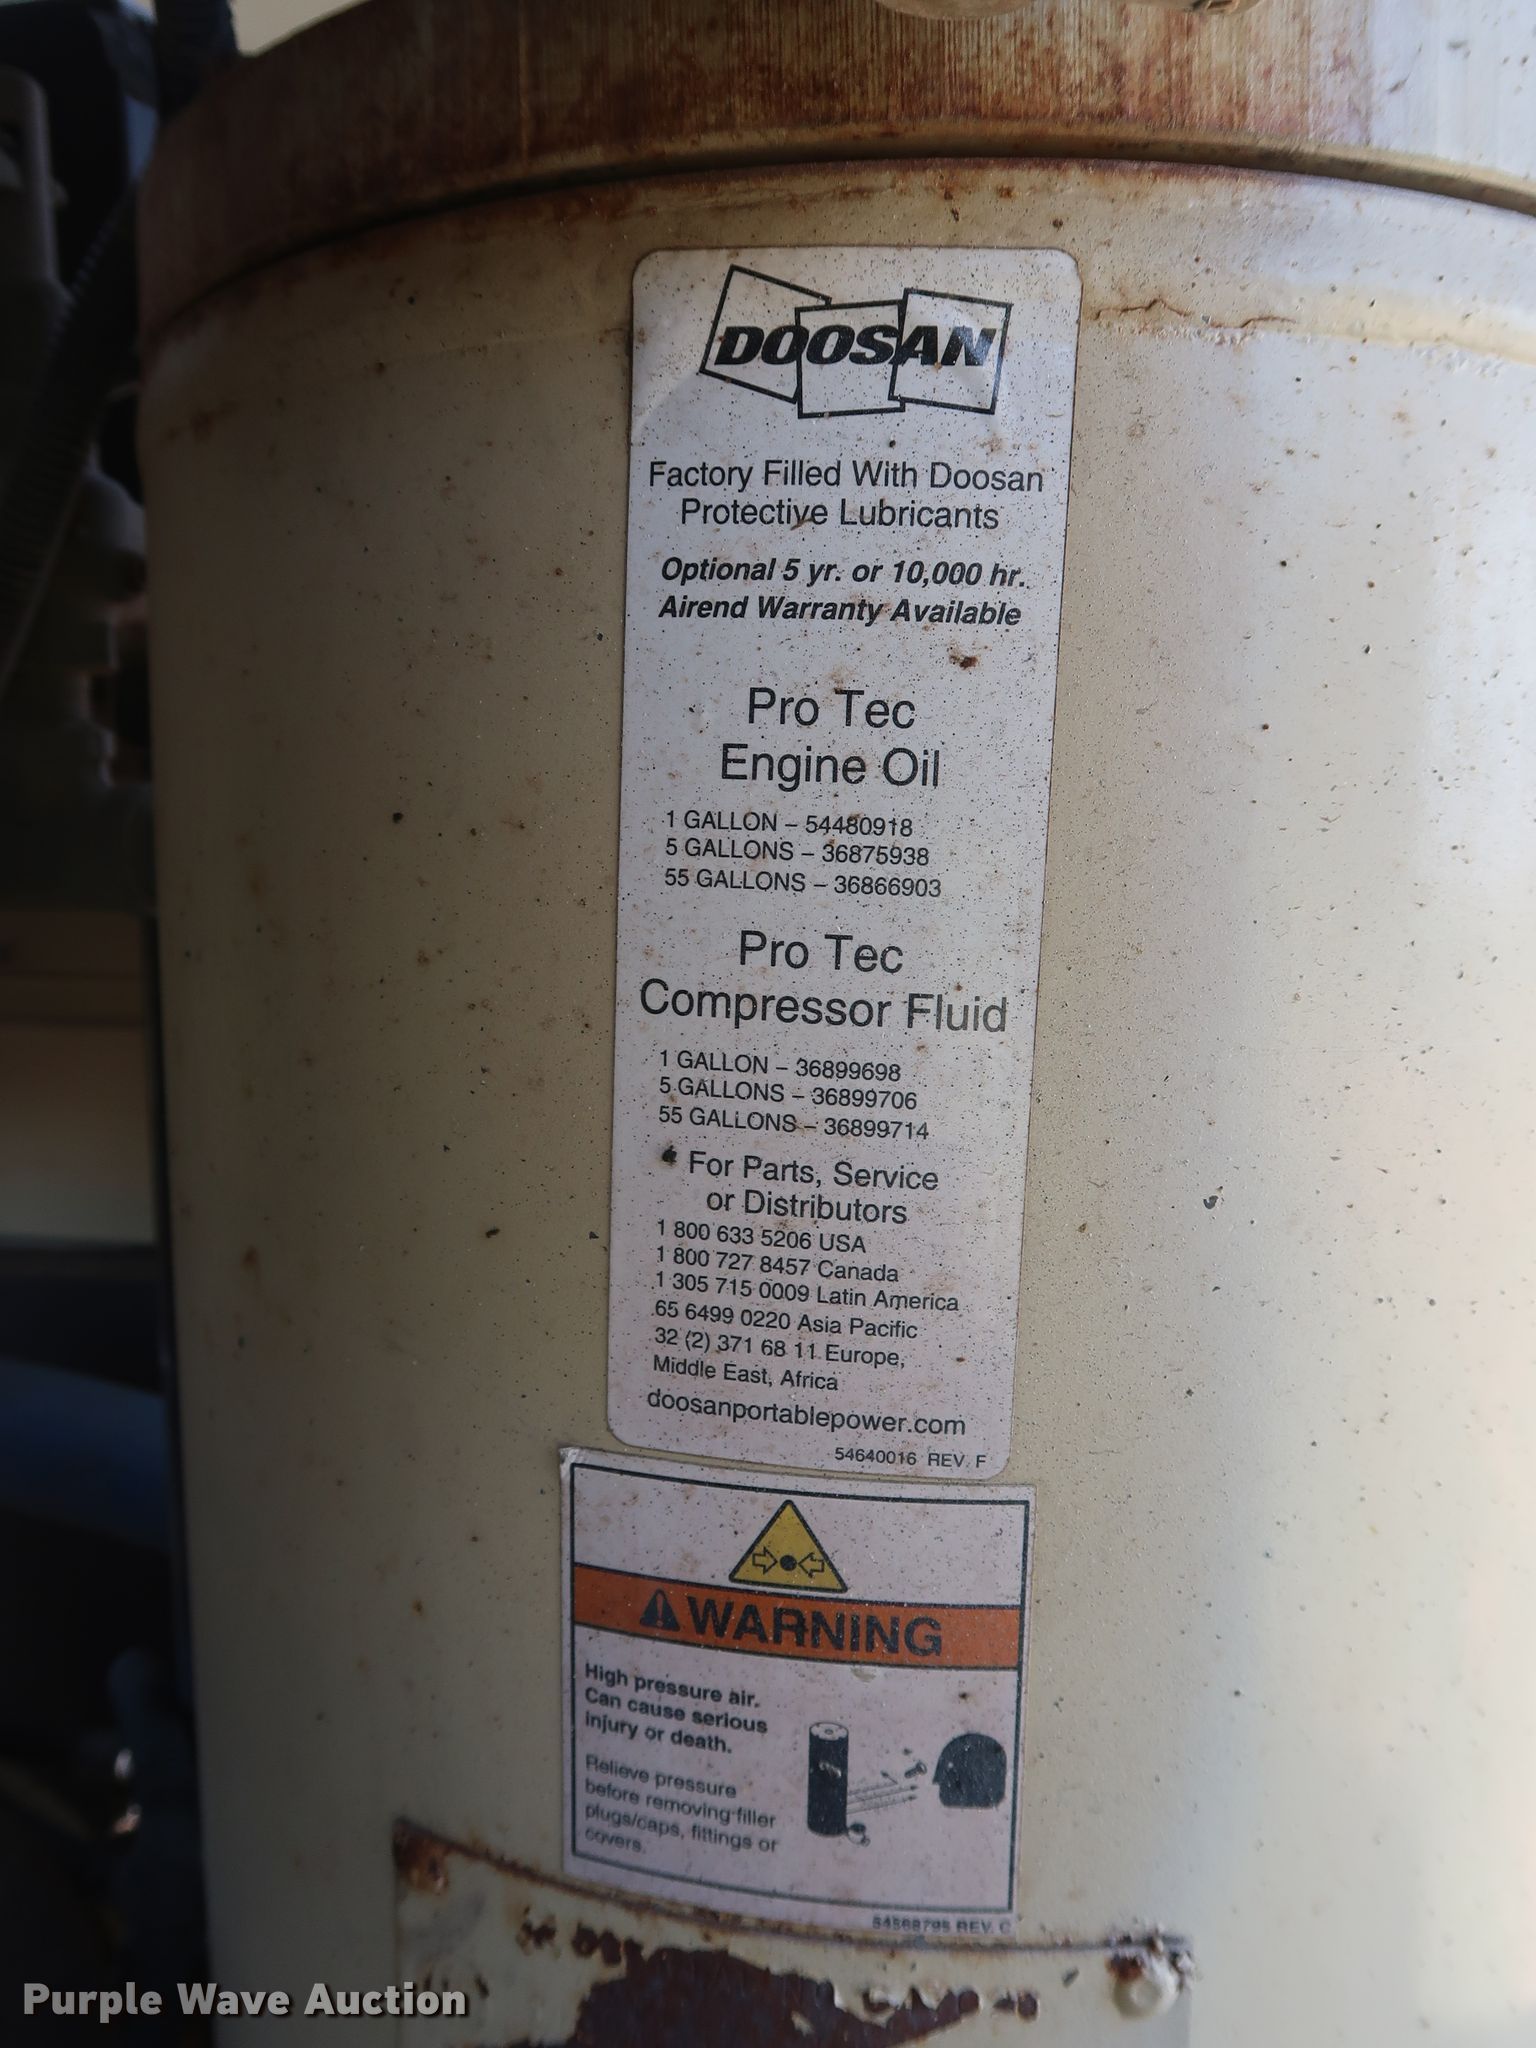 DOOSAN
Factory Filled With Doosan
Protective Lubricants
Optional 5 yr. or 10,000 hr.
Airend Warranty Available
Pro Tec
Engine Oil
1 GALLON – 54480918
5 GALLONS – 36875938
55 GALLONS – 36866903
Pro Tec
Compressor Fluid
1 GALLON – 36899698
5 GALLONS – 36899706
55 GALLONS – 36899714
For Parts, Service
or Distributors
1 800 633 5206 USA
1 800 727 8457 Canada
1 305 715 0009 Latin America
65 6499 0220 Asia Pacific
32 (2) 371 68 11 Europe,
Middle East, Africa
doosanportablepower.com
54640016 REV. F
WARNING
High pressure air.
Can cause serious
injury or death.
Relieve pressure
before removing filler
plugs/caps, fittings or
covers.
54568795 REV. C
Purple Wave Auction